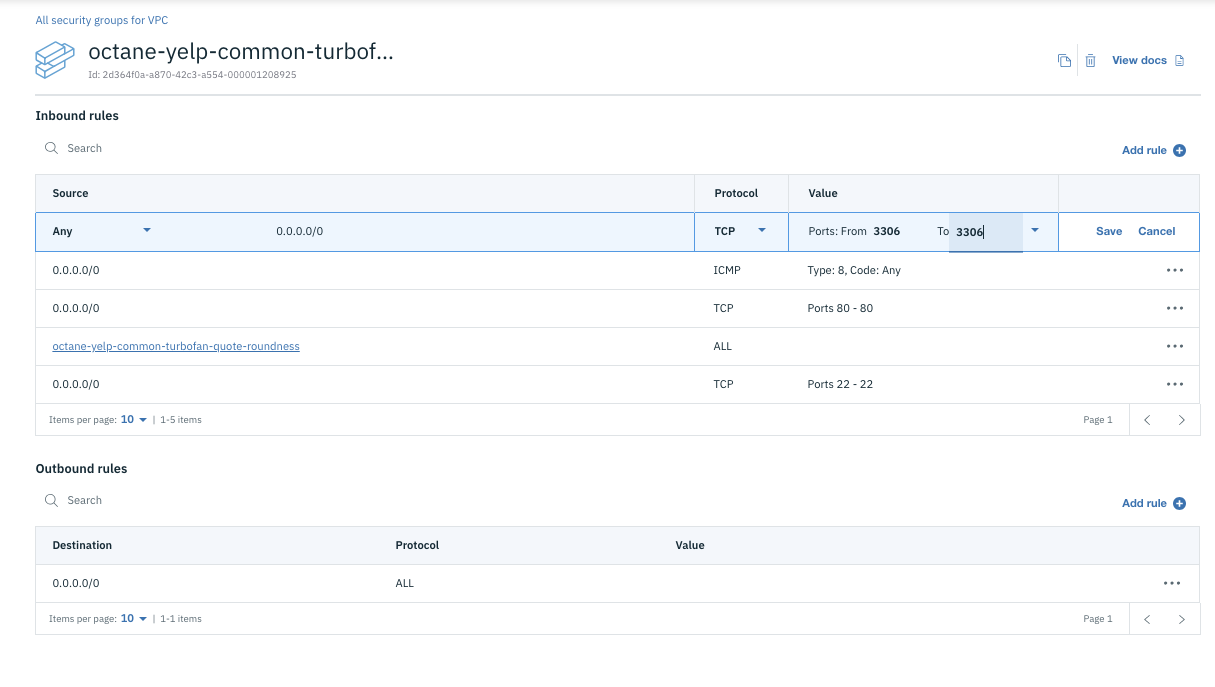 All security groups for VPC
octane-yelp-common-turbof...
Id: 2d364f0a-a870-42c3-a554-000001208925
View docs
Inbound rules
Search
Add rule
Source Protocol Value
Any 0.0.0.0/0 TCP Ports: From 3306 To 3306 Save Cancel
0.0.0.0/0 ICMP Type: 8, Code: Any
0.0.0.0/0 TCP Ports 80 - 80
octane-yelp-common-turbofan-quote-roundness ALL
0.0.0.0/0 TCP Ports 22 - 22
Items per page: 10 | 1-5 items Page 1
Outbound rules
Search
Add rule
Destination Protocol Value
0.0.0.0/0 ALL
Items per page: 10 | 1-1 items Page 1